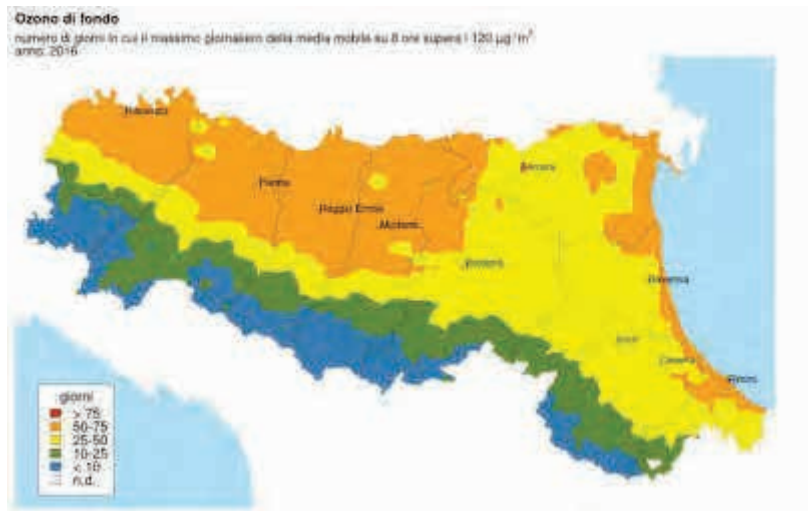 Ozono di fondo
numero di giorni in cui il massimo giornaliero della media mobile su 8 ore supera i 120 µg/m³
anno: 2016
Piacenza
Parma
Reggio Emilia
Modena
Ferrara
Bologna
Ravenna
Forlì
Cesena
Rimini
giorni
> 75
50-75
25-50
10-25
< 10
n.d.